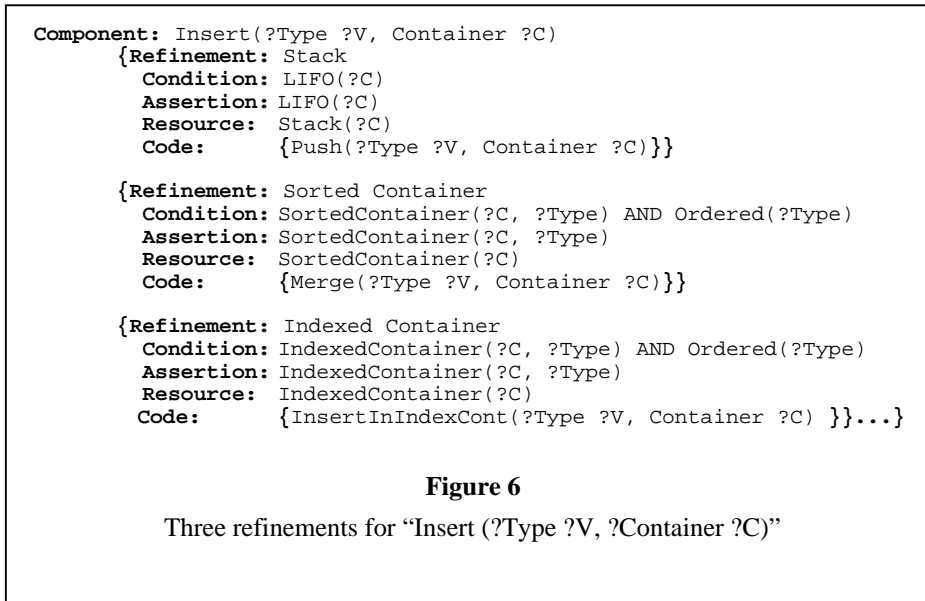 Component: Insert(?Type ?V, Container ?C)
{Refinement: Stack
Condition: LIFO(?C)
Assertion: LIFO(?C)
Resource: Stack(?C)
Code: {Push(?Type ?V, Container ?C)}}
{Refinement: Sorted Container
Condition: SortedContainer(?C, ?Type) AND Ordered(?Type)
Assertion: SortedContainer(?C, ?Type)
Resource: SortedContainer(?C)
Code: {Merge(?Type ?V, Container ?C)}}
{Refinement: Indexed Container
Condition: IndexedContainer(?C, ?Type) AND Ordered(?Type)
Assertion: IndexedContainer(?C, ?Type)
Resource: IndexedContainer(?C)
Code: {InsertInIndexCont(?Type ?V, Container ?C) }}...}
Figure 6
Three refinements for “Insert (?Type ?V, ?Container ?C)”